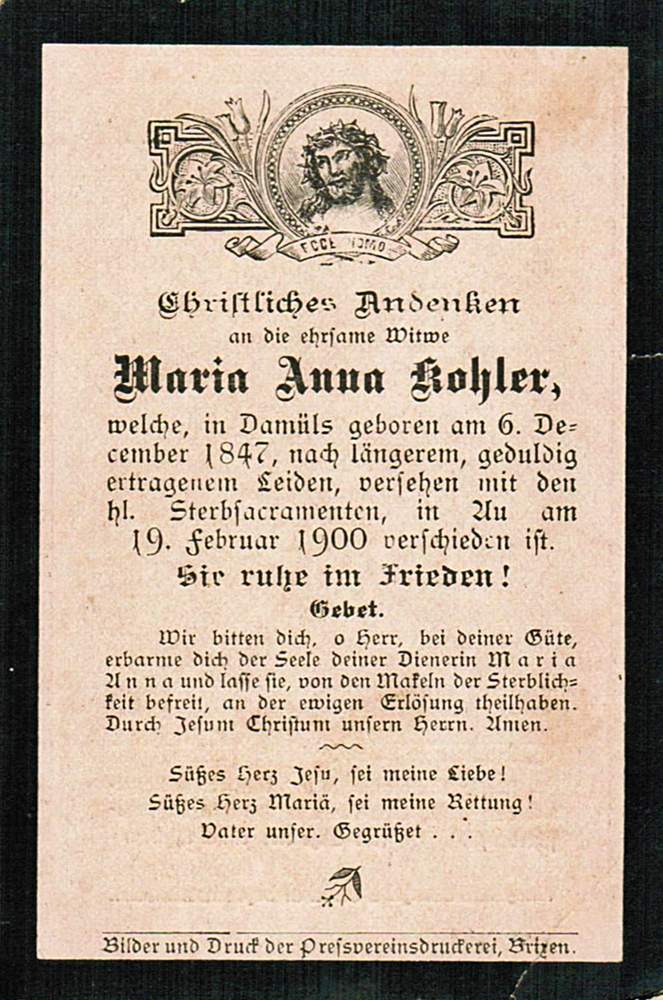 ECCE HOMO
Christliches Andenken
an die ehrsame Witwe
Maria Anna Kohler,
welche, in Damüls geboren am 6. De=
cember 1847, nach längerem, geduldig
ertragenem Leiden, versehen mit den
hl. Sterbsacramenten, in Au am
19. Februar 1900 verschieden ist.
Sie ruhe im Frieden!
Gebet.
Wir bitten dich, o Herr, bei deiner Güte,
erbarme dich der Seele deiner Dienerin Maria
Anna und lasse sie, von den Makeln der Sterblich=
keit befreit, an der ewigen Erlösung theilhaben.
Durch Jesum Christum unsern Herrn. Amen.
Süßes Herz Jesu, sei meine Liebe!
Süßes Herz Mariä, sei meine Rettung!
Vater unser. Gegrüßet . . .
Bilder und Druck der Pressvereinsdruckerei, Brixen.